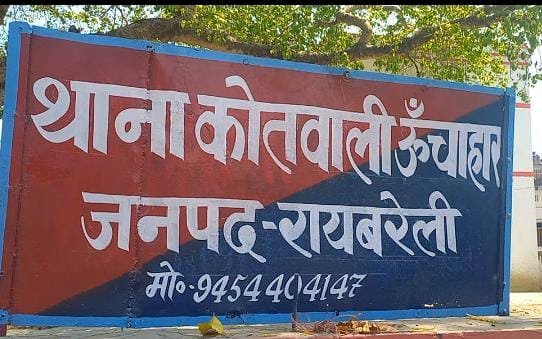 थाना कोतवाली ऊँचाहार
जनपद-रायबरेली
मो॰-9454404147